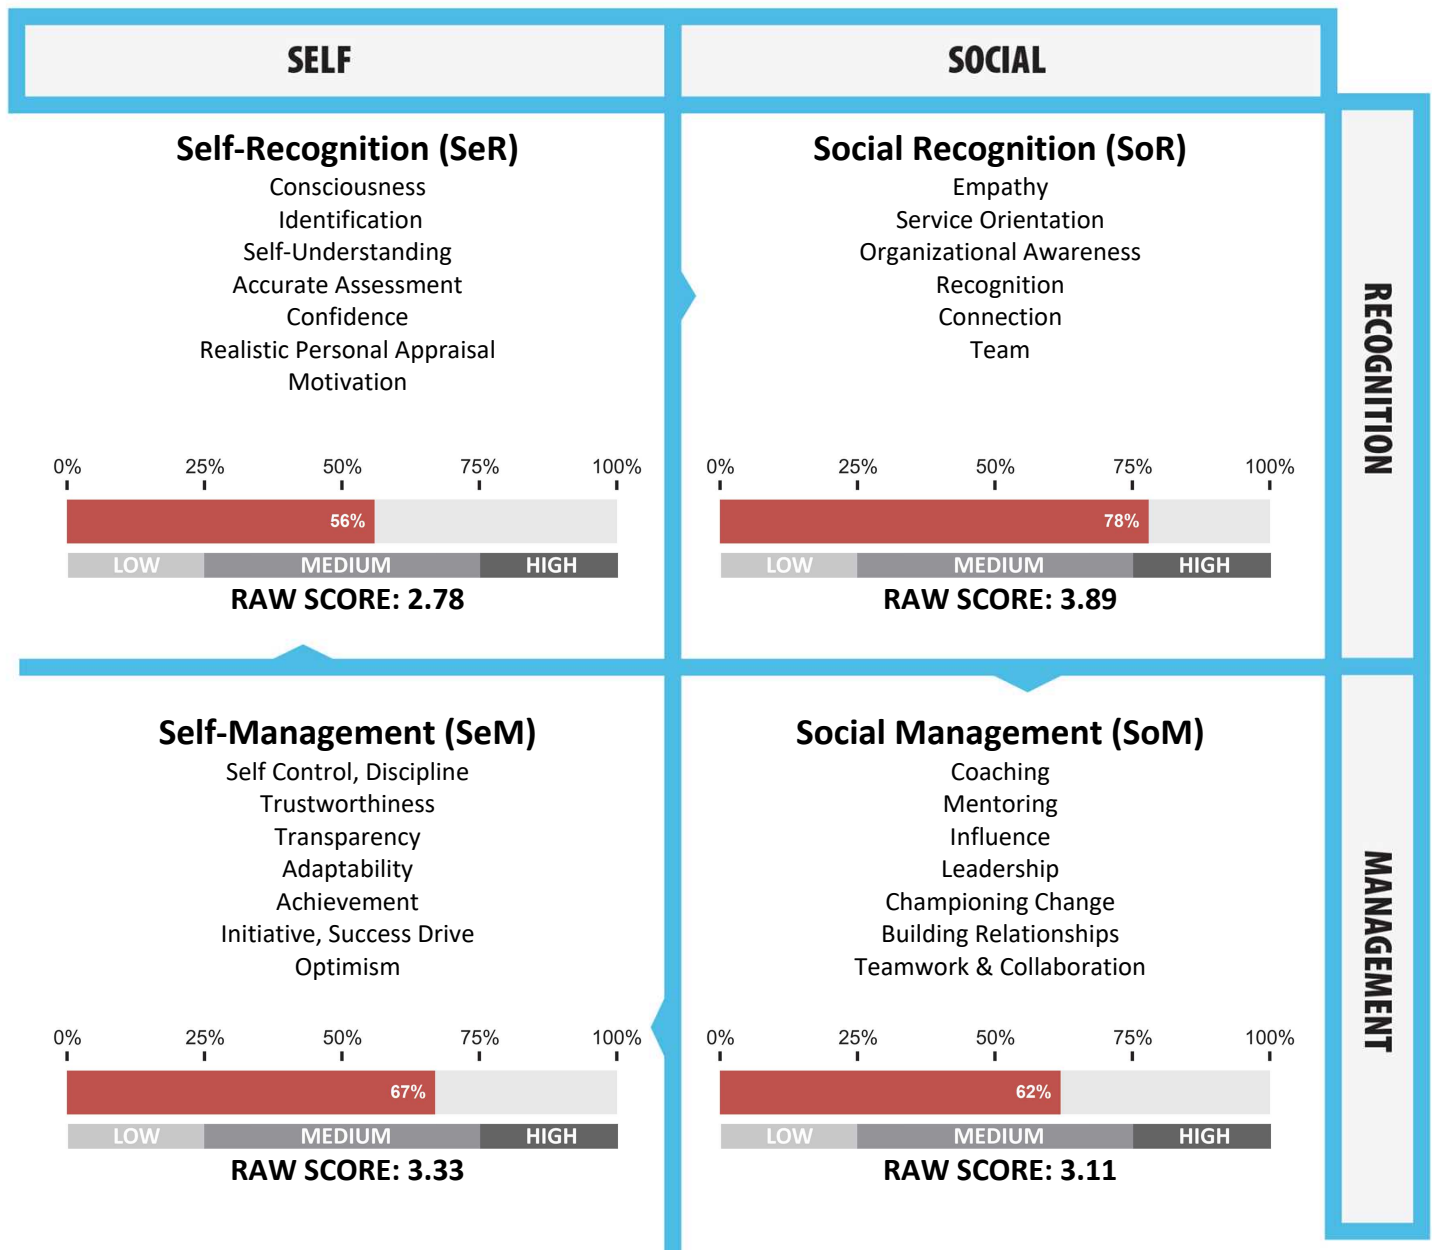 SELF
SOCIAL
Self-Recognition (SeR)
Consciousness
Identification
Self-Understanding
Accurate Assessment
Confidence
Realistic Personal Appraisal
Motivation
0% 25% 50% 75% 100%
56%
LOW MEDIUM HIGH
RAW SCORE: 2.78
Social Recognition (SoR)
Empathy
Service Orientation
Organizational Awareness
Recognition
Connection
Team
0% 25% 50% 75% 100%
78%
LOW MEDIUM HIGH
RAW SCORE: 3.89
RECOGNITION
Self-Management (SeM)
Self Control, Discipline
Trustworthiness
Transparency
Adaptability
Achievement
Initiative, Success Drive
Optimism
0% 25% 50% 75% 100%
67%
LOW MEDIUM HIGH
RAW SCORE: 3.33
Social Management (SoM)
Coaching
Mentoring
Influence
Leadership
Championing Change
Building Relationships
Teamwork & Collaboration
0% 25% 50% 75% 100%
62%
LOW MEDIUM HIGH
RAW SCORE: 3.11
MANAGEMENT